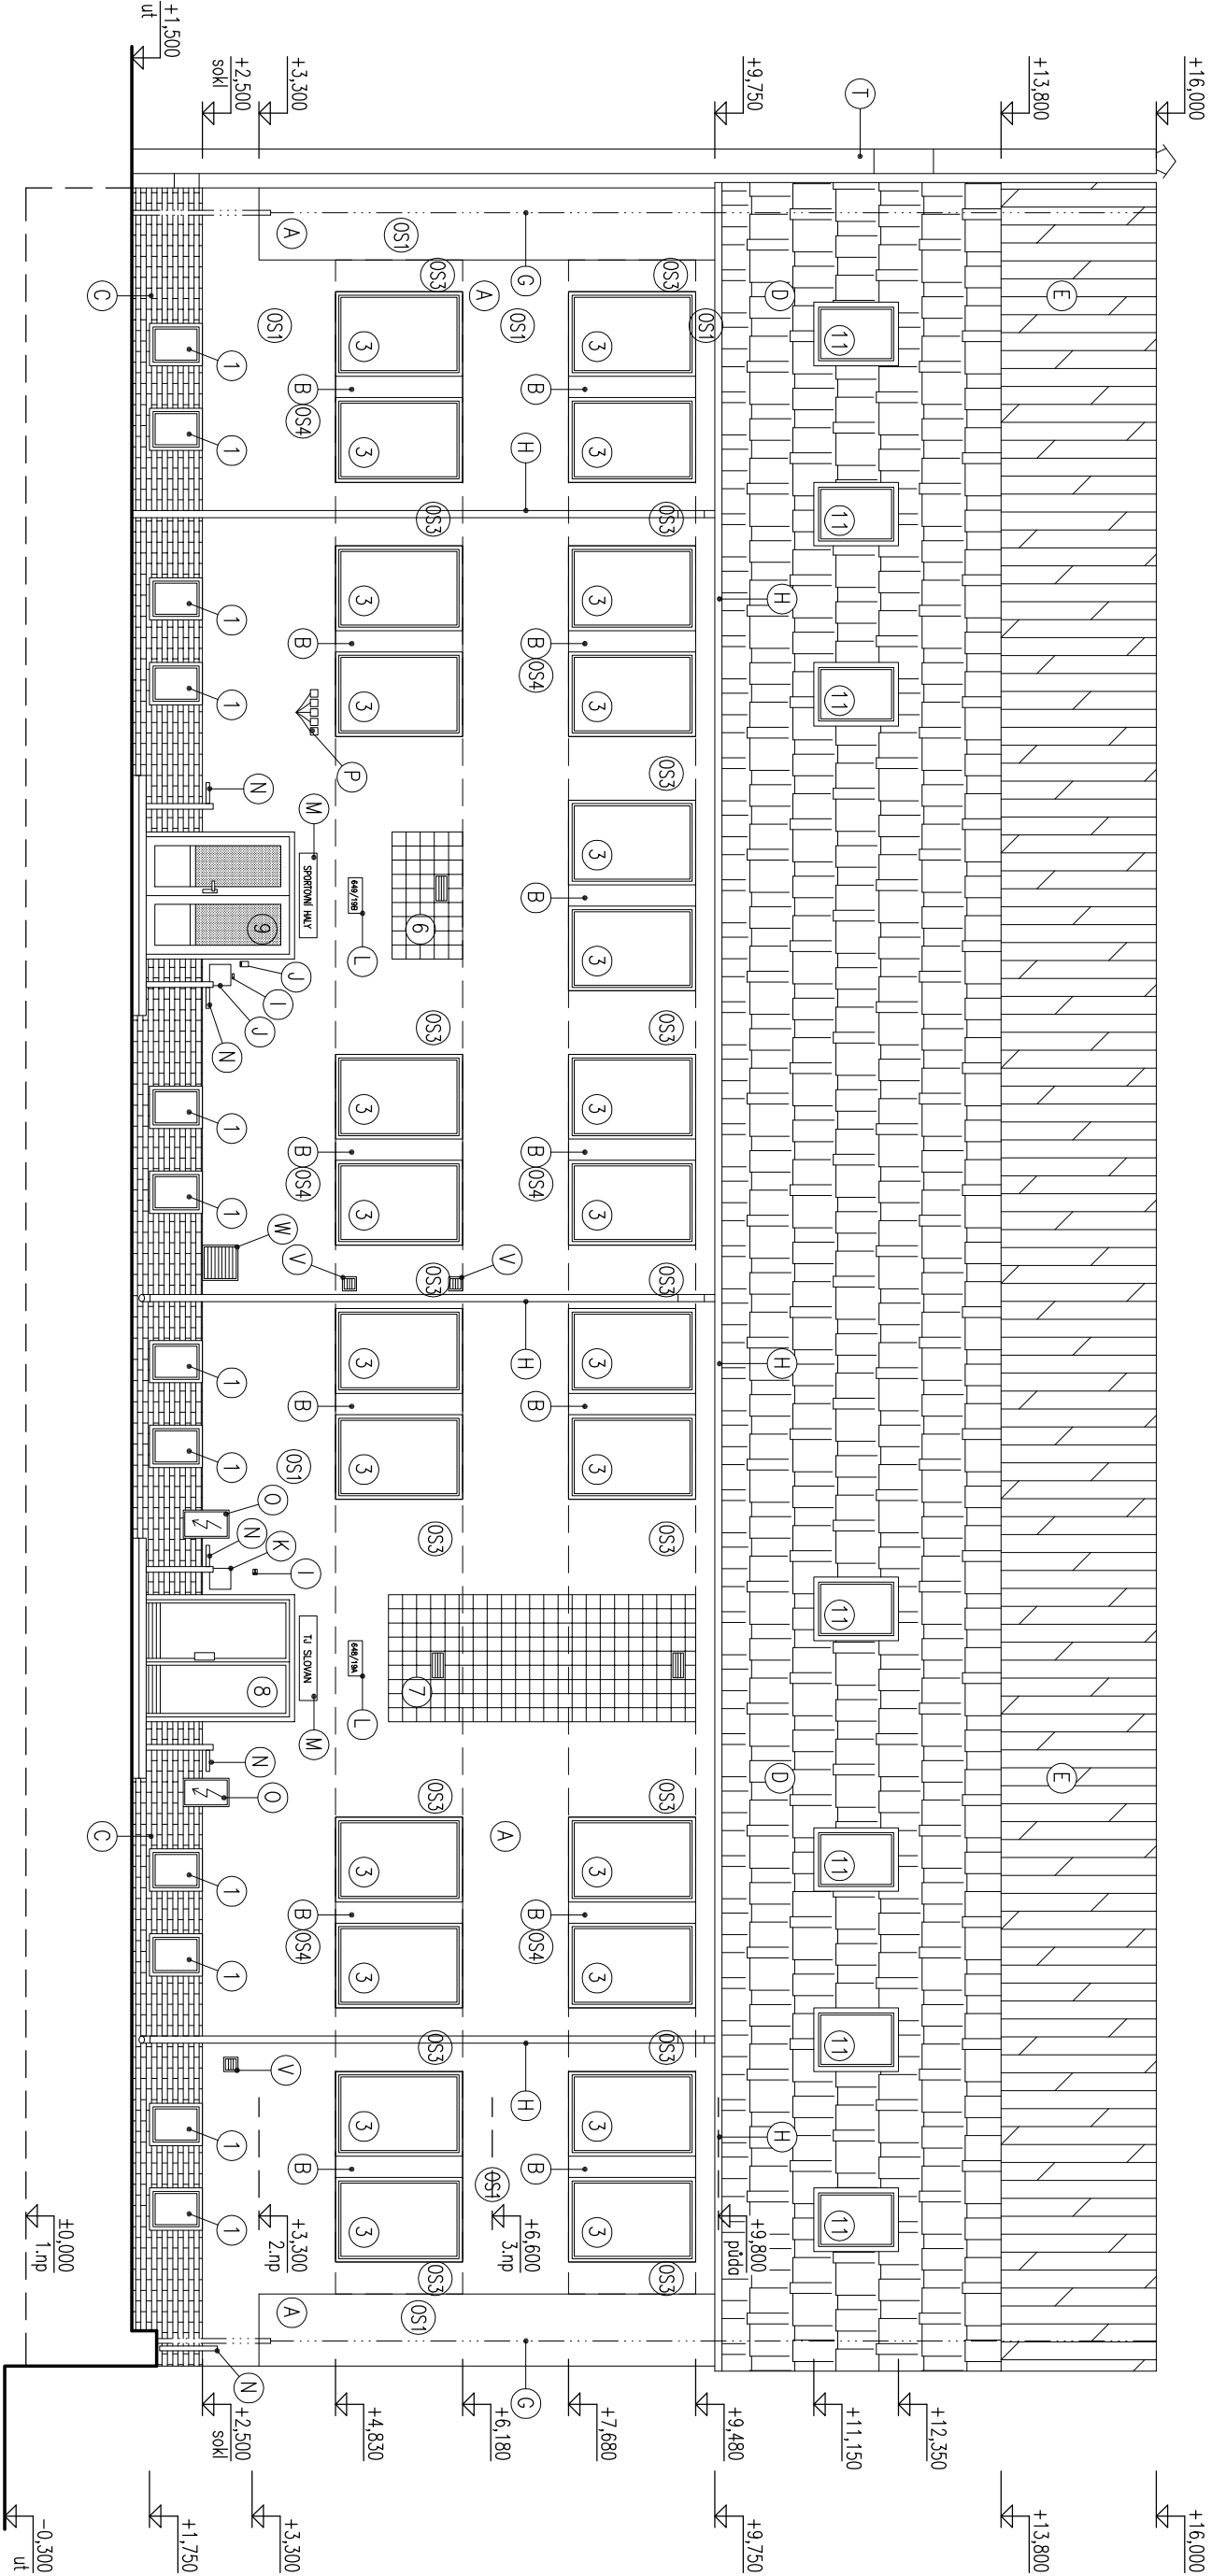 +16,000 +16,000
E E
+13,800 +13,800
+12,350
T 11 11 11 11 11 11 11 +11,150
D H H D H
+9,750 +9,800 +9,750
půda +9,480
OS1
OS3 OS3 OS3 OS3 OS3 OS3 OS3 OS3 OS3
3 3 3 3 3 3 3 3 3 3 3 3 3 3 +7,680
B B OS4 B B OS4 B B OS4 B
G OS1 H V H H G
A A OS1 +6,600 +6,180
3.np
OS3 OS3 OS3 OS3 OS3 OS3 OS3 OS3
OS1 6 7 OS1
3 3 3 3 3 3 3 3 3 3 3 3 +4,830
649/19B L 648/19A L
P
M SPORTOVNÍ HALY TJ SLOVAN M
B OS4 B B OS4 B B OS4 B
+3,300 A J V OS1 I V A +3,300
2.np
OS1 N 9 I J W O K 8 O +3,300
+2,500 1 1 1 1 N 1 1 1 1 N N 1 1 1 1 N +2,500
sokl sokl
+1,500 +1,750
ut
C C
±0,000
1.np
-0,300
ut